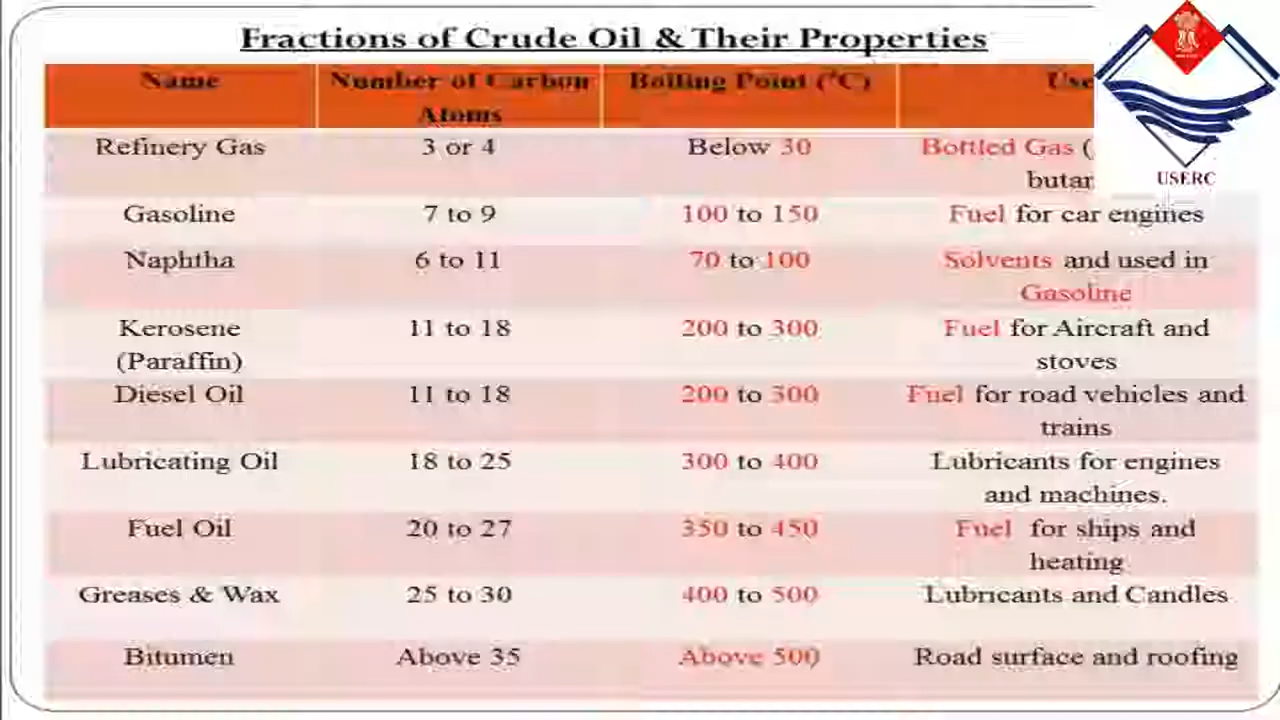 Fractions of Crude Oil & Their Properties
Name Number of Carbon Boiling Point (°C) Use
Atoms
Refinery Gas 3 or 4 Below 30 Bottled Gas (
USERC
Gasoline 7 to 9 100 to 150 Fuel for car engines
Naphtha 6 to 11 70 to 100 Solvents and used in
Gasoline
Kerosene 11 to 18 200 to 300 Fuel for Aircraft and
(Paraffin) stoves
Diesel Oil 11 to 18 200 to 300 Fuel for road vehicles and
trains
Lubricating Oil 18 to 25 300 to 400 Lubricants for engines
and machines.
Fuel Oil 20 to 27 350 to 450 Fuel for ships and
heating
Greases & Wax 25 to 30 400 to 500 Lubricants and Candles
Bitumen Above 35 Above 500 Road surface and roofing